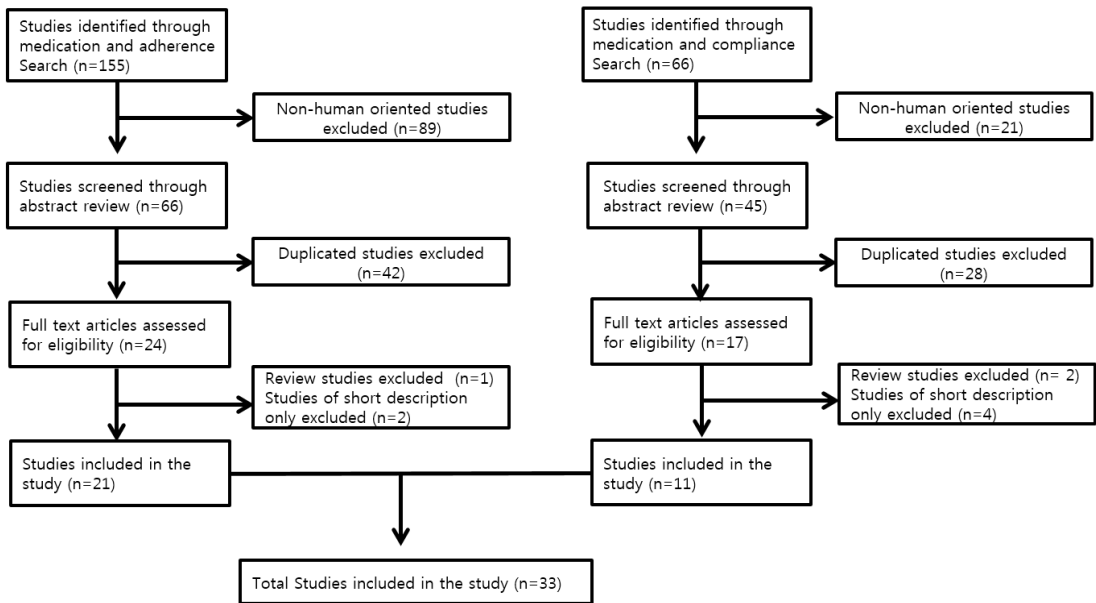 Studies identified through
medication and adherence
Search (n=155)
Non-human oriented studies
excluded (n=89)
Studies screened through
abstract review (n=66)
Duplicated studies excluded
(n=42)
Full text articles assessed
for eligibility (n=24)
Review studies excluded (n=1)
Studies of short description
only excluded (n=2)
Studies included in the
study (n=21)
Studies identified through
medication and compliance
Search (n=66)
Non-human oriented studies
excluded (n=21)
Studies screened through
abstract review (n=45)
Duplicated studies excluded
(n=28)
Full text articles assessed
for eligibility (n=17)
Review studies excluded (n= 2)
Studies of short description
only excluded (n=4)
Studies included in the
study (n=11)
Total Studies included in the study (n=33)